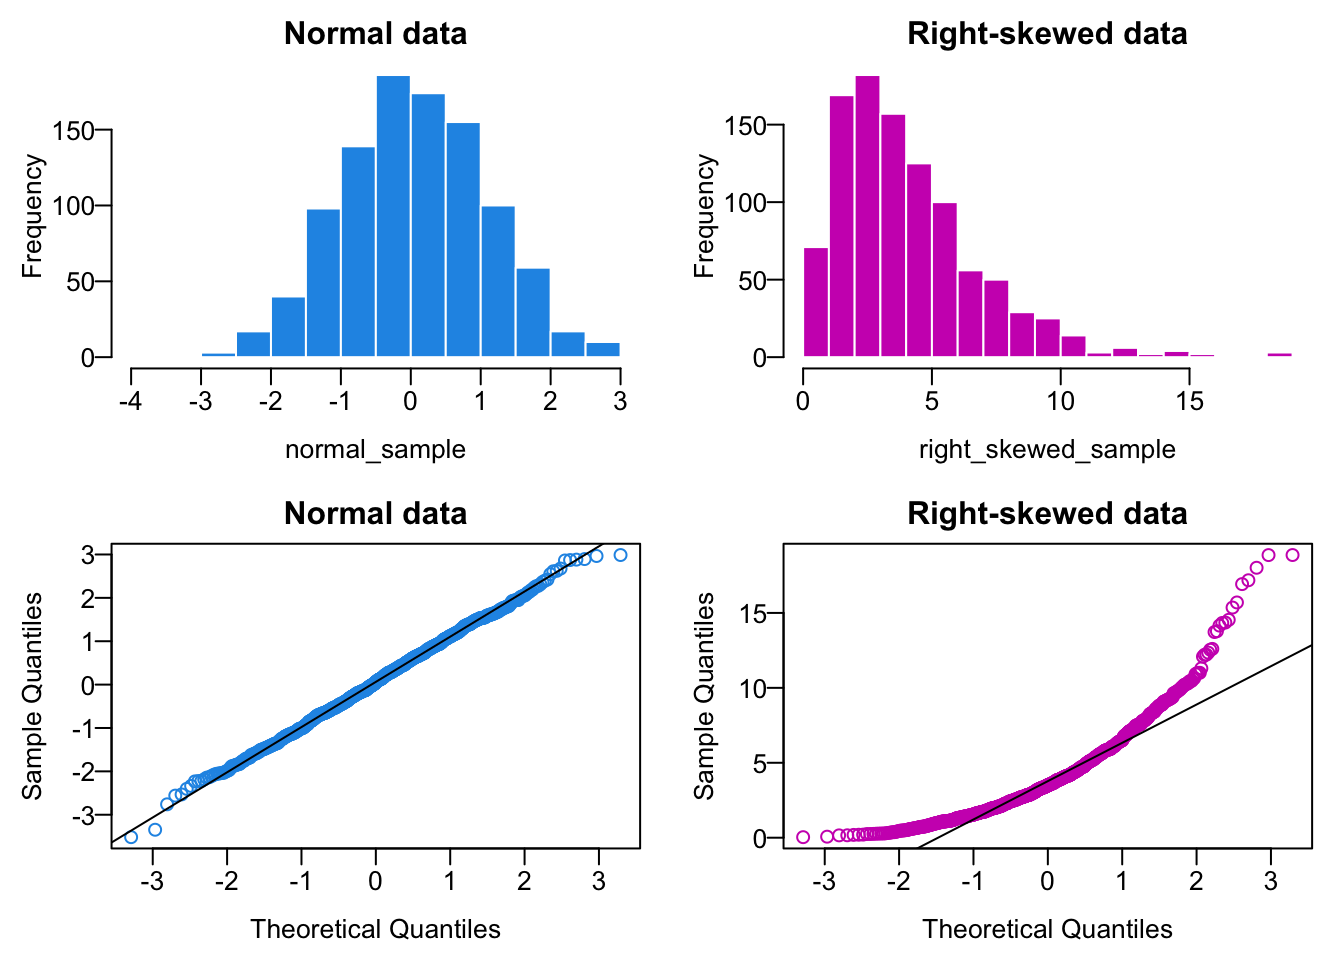 Normal data
Frequency
150
100
50
0
-4 -3 -2 -1 0 1 2 3
normal_sample
Right-skewed data
Frequency
150
100
50
0
0 5 10 15
right_skewed_sample
Normal data
Sample Quantiles
3
2
1
0
-1
-2
-3
-3 -2 -1 0 1 2 3
Theoretical Quantiles
Right-skewed data
Sample Quantiles
15
10
5
0
-3 -2 -1 0 1 2 3
Theoretical Quantiles